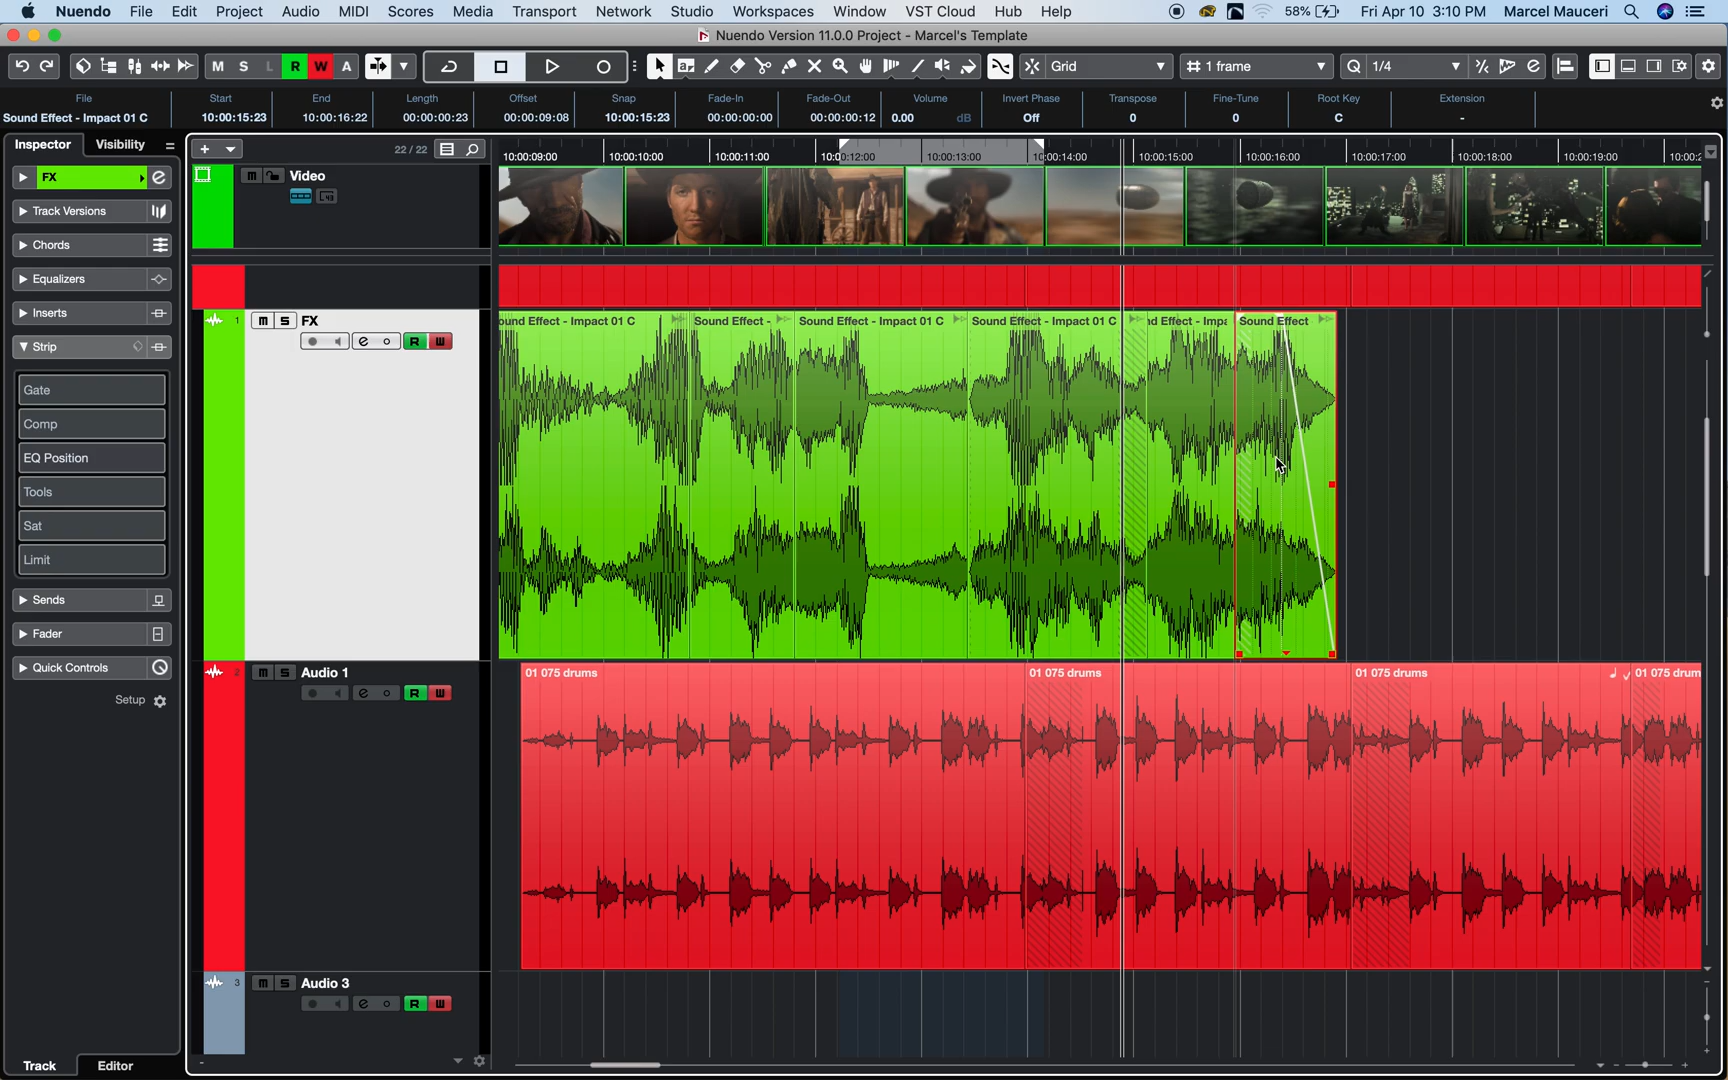 Nuendo File Edit Project Audio MIDI Scores Media Transport Network Studio Workspaces Window VST Cloud Hub Help 58% Fri Apr 10 3:10 PM Marcel Mauceri
Nuendo Version 11.0.0 Project - Marcel's Template
M S L R W A Grid 1 frame Q 1/4
File Start End Length Offset Snap Fade-In Fade-Out Volume Invert Phase Transpose Fine-Tune Root Key Extension
Sound Effect - Impact 01 C 10:00:15:23 10:00:16:22 00:00:00:23 00:00:09:08 10:00:15:23 00:00:00:00 00:00:00:12 0.00 dB Off 0 0 C -
Inspector Visibility
22 / 22
10:00:09:00 10:00:10:00 10:00:11:00 10:00:12:00 10:00:13:00 10:00:14:00 10:00:15:00 10:00:16:00 10:00:17:00 10:00:18:00 10:00:19:00 10:00:2
FX
m Video
Track Versions
Chords
Equalizers
Inserts
Strip
Gate
Comp
EQ Position
Tools
Sat
Limit
Sends
Fader
Quick Controls
Setup
1 m S FX
e R W
ound Effect - Impact 01 C Sound Effect - Sound Effect - Impact 01 C Sound Effect - Impact 01 C nd Effect - Impa Sound Effect
2 m S Audio 1
e R W
01 075 drums 01 075 drums 01 075 drums 01 075 drum
3 m S Audio 3
e R W
Track Editor